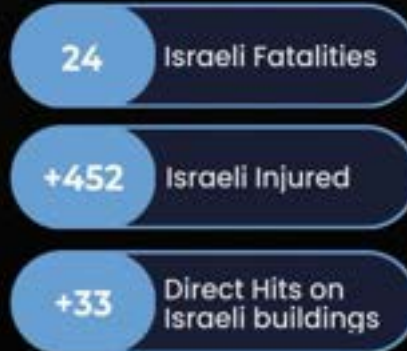 24
Israeli Fatalities
+452
Israeli Injured
+33
Direct Hits on
Israeli buildings